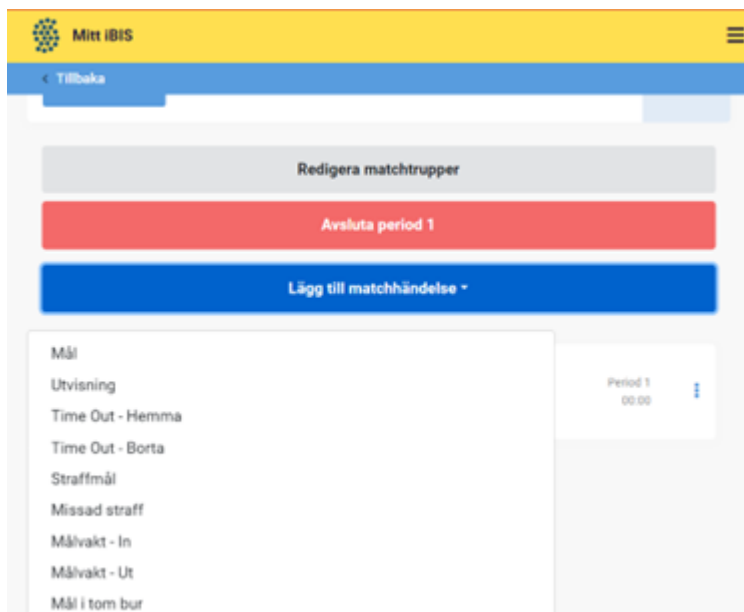 Mitt iBIS
< Tillbaka
Redigera matchtrupper
Avsluta period 1
Lägg till matchhändelse
Mål
Utvisning
Period 1
00:00
Time Out - Hemma
Time Out - Borta
Straffmål
Missad straff
Målvakt - In
Målvakt - Ut
Mål i tom bur